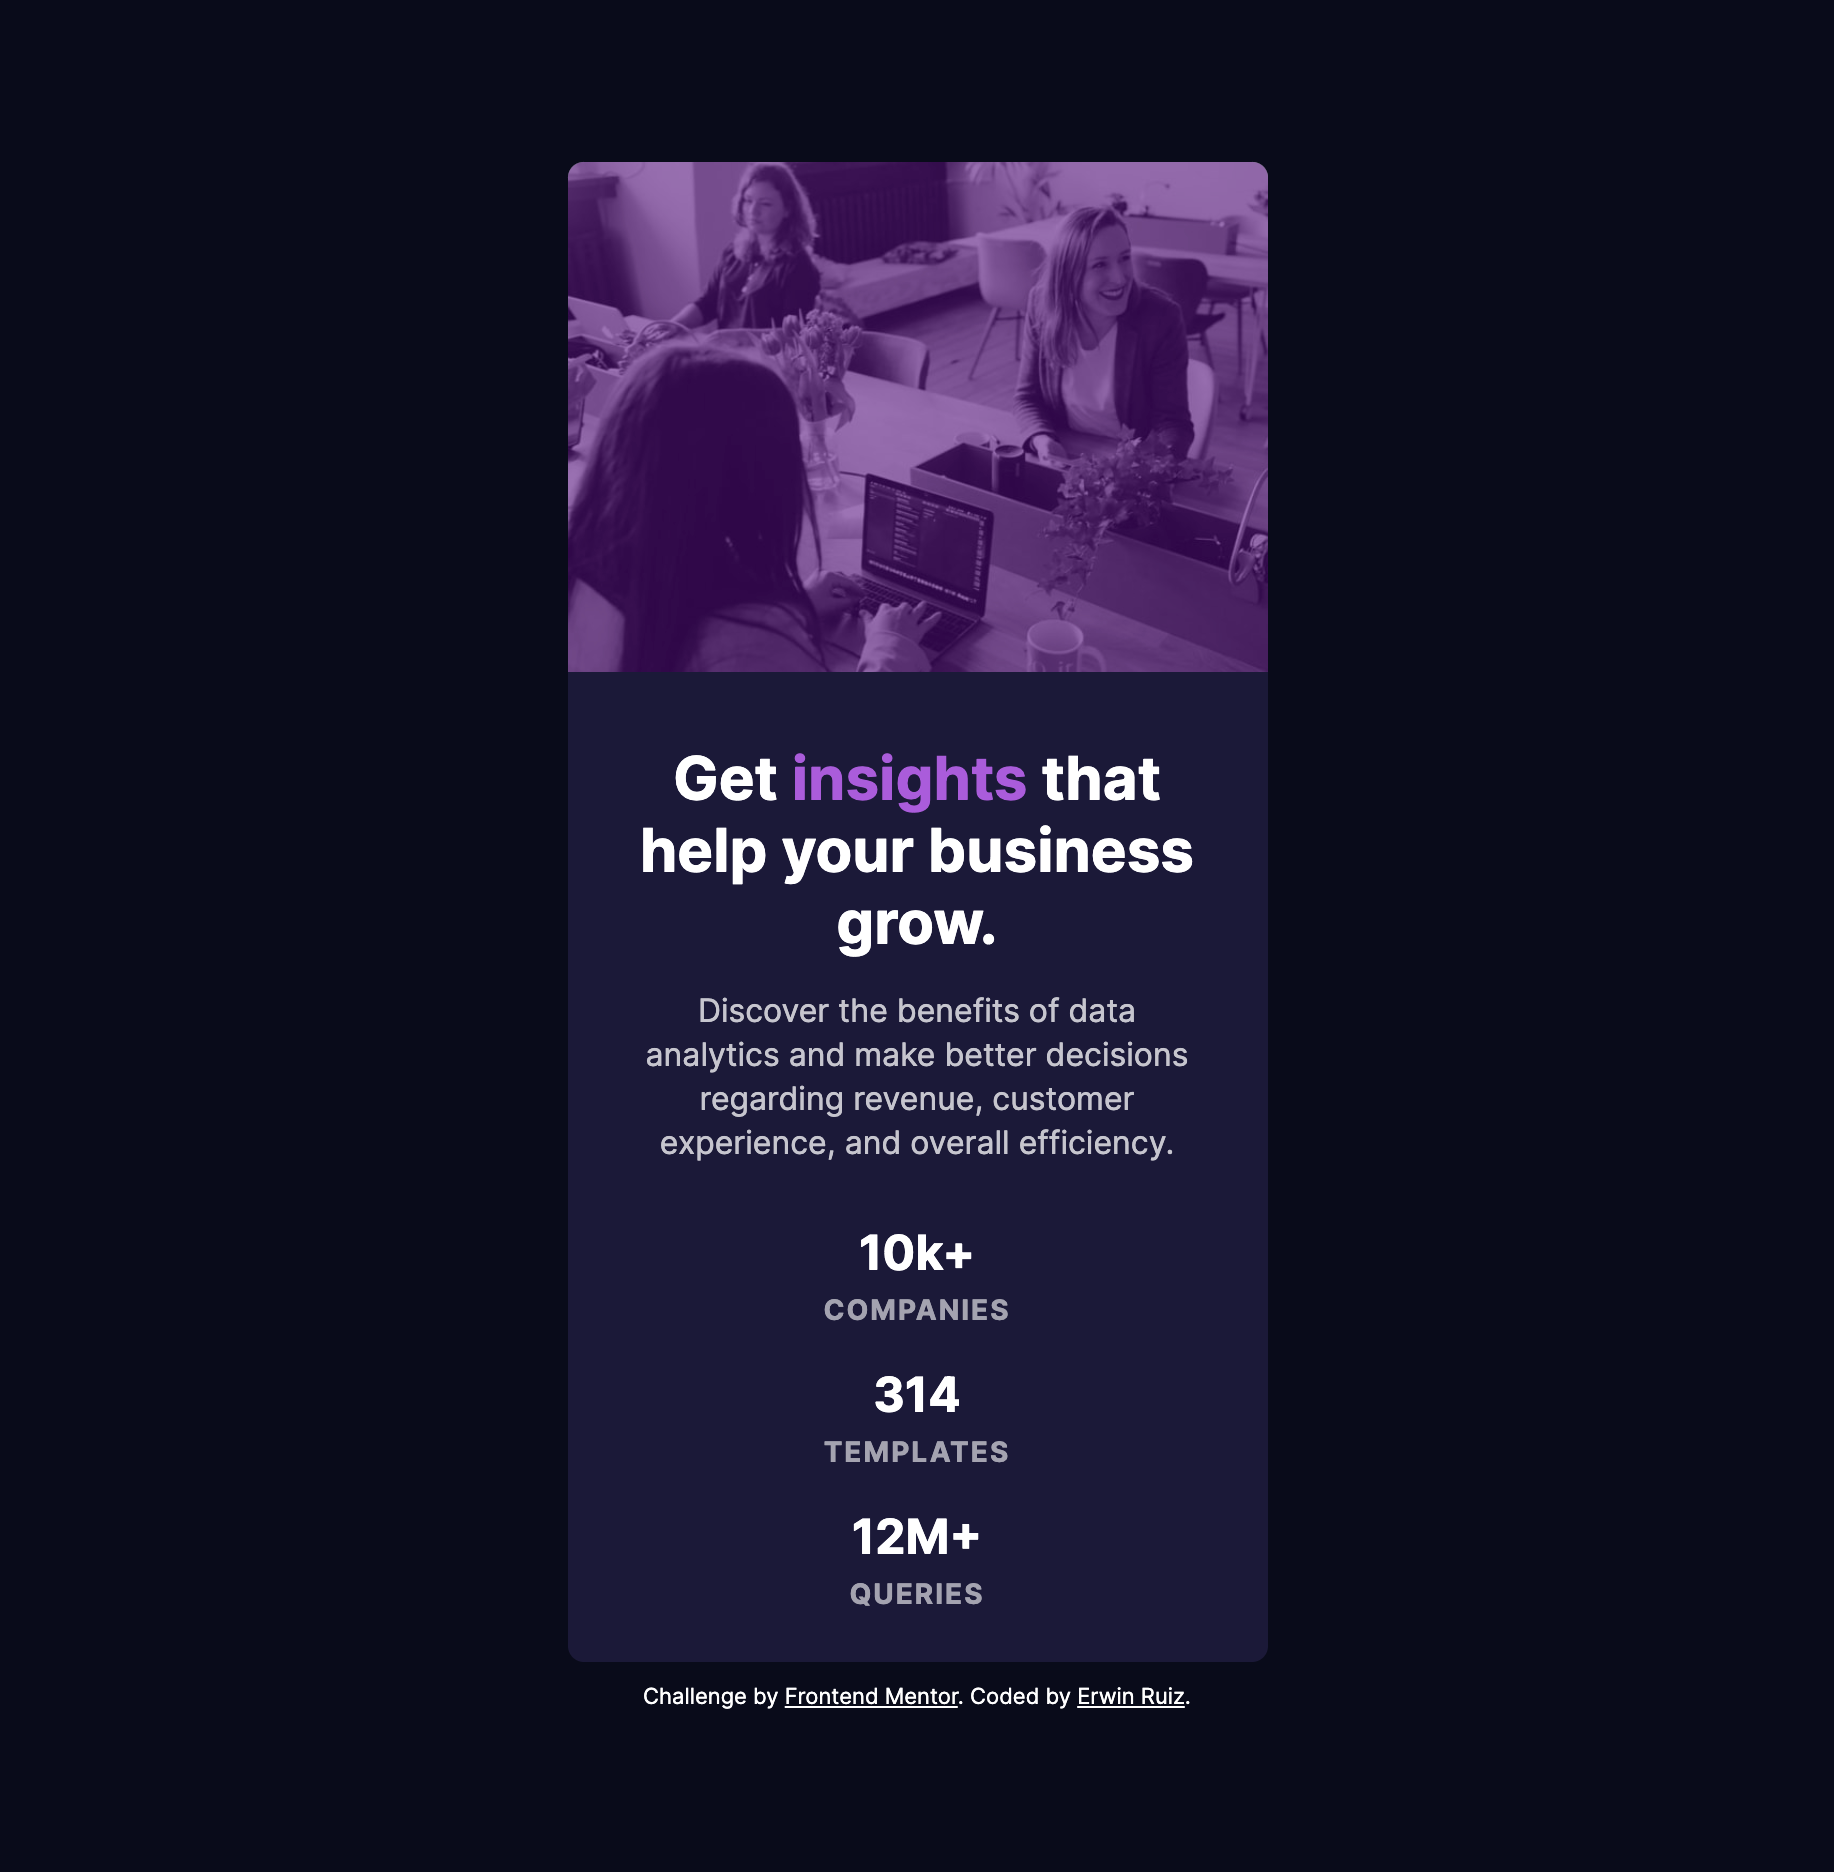 Get insights that
help your business
grow.
Discover the benefits of data
analytics and make better decisions
regarding revenue, customer
experience, and overall efficiency.
10k+
COMPANIES
314
TEMPLATES
12M+
QUERIES
Challenge by Frontend Mentor. Coded by Erwin Ruiz.